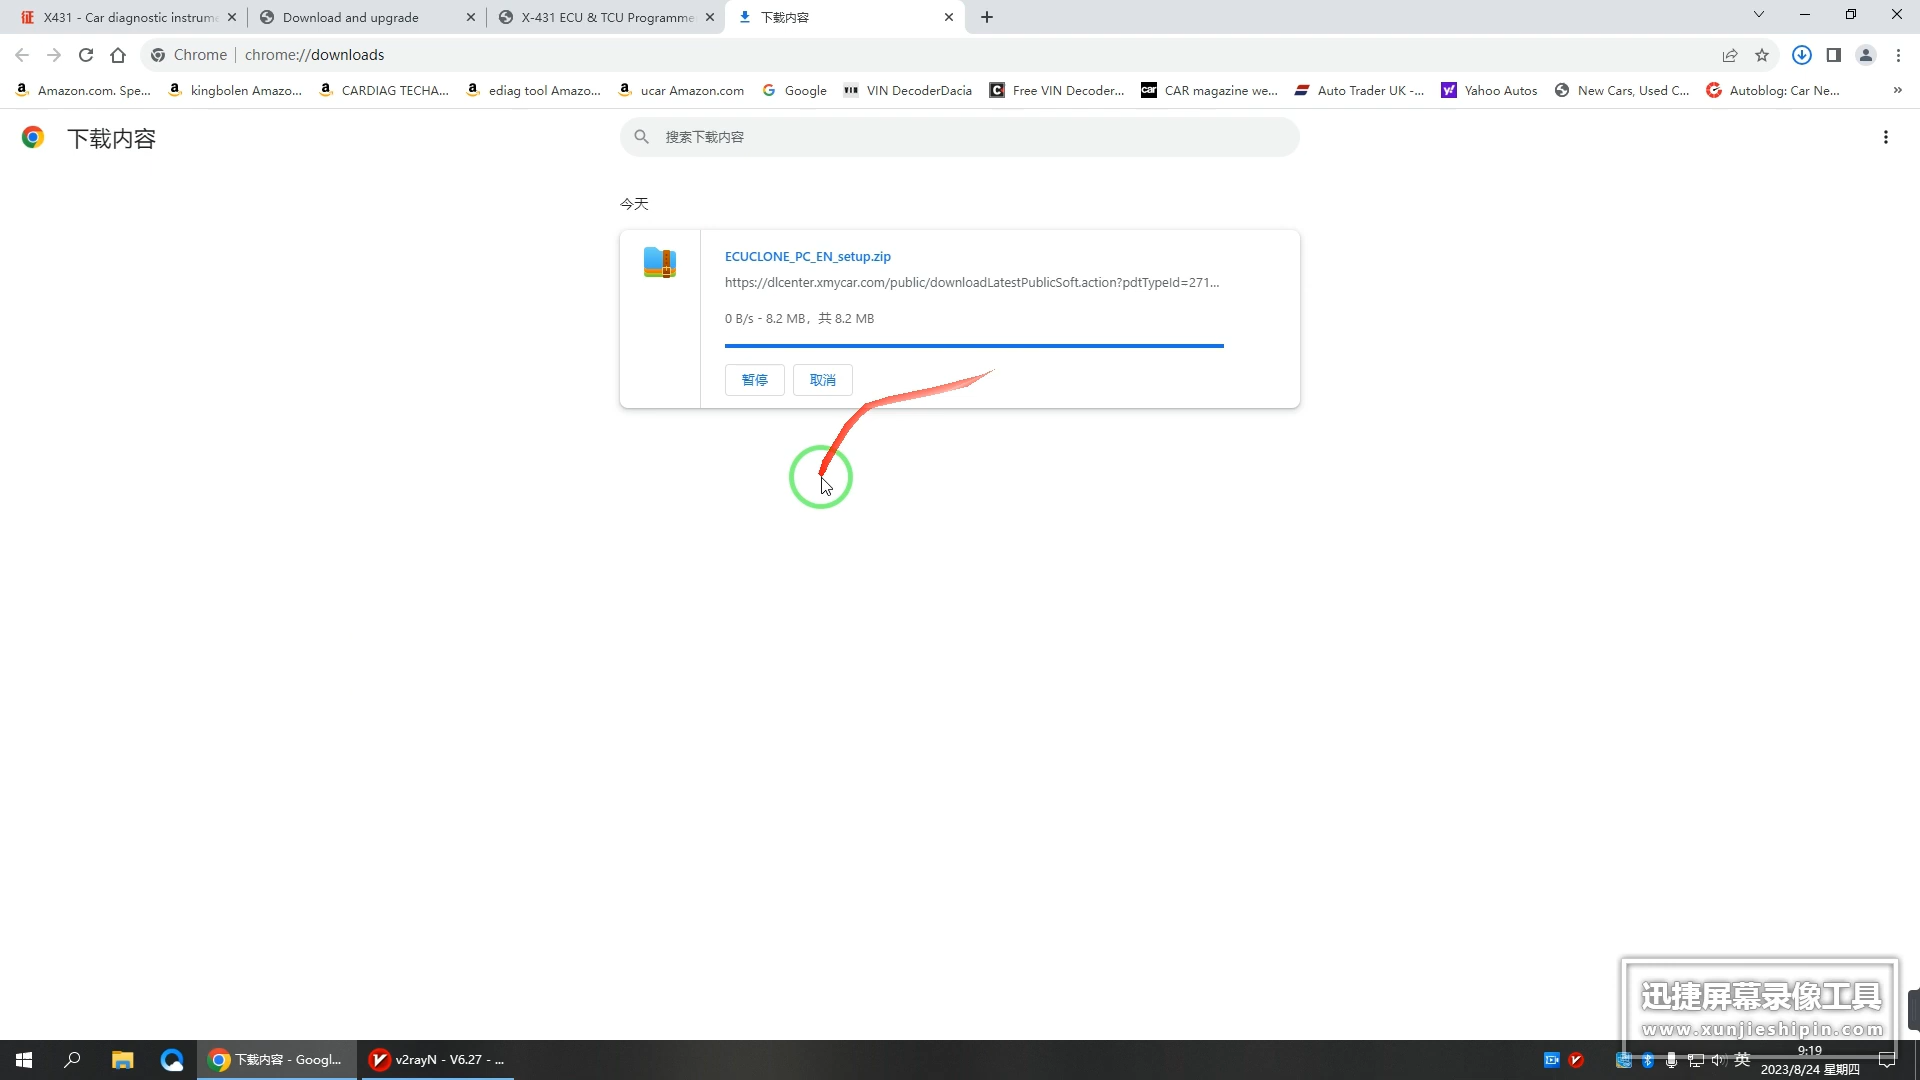 X431 - Car diagnostic instrum
Download and upgrade
X-431 ECU & TCU Programme
下载内容
Chrome
chrome://downloads
Amazon.com. Spe...
kingbolen Amazo...
CARDIAG TECHA...
ediag tool Amazo...
ucar Amazon.com
Google
VIN DecoderDacia
Free VIN Decoder...
CAR magazine we...
Auto Trader UK -...
Yahoo Autos
New Cars, Used C...
Autoblog: Car Ne...
下载内容
搜索下载内容
今天
ECUCLONE_PC_EN_setup.zip
https://dlcenter.xmycar.com/public/downloadLatestPublicSoft.action?pdtTypeId=271...
0 B/s - 8.2 MB，共 8.2 MB
暂停
取消
迅捷屏幕录像工具
www.xunjieshipin.com
下载内容 - Googl...
v2rayN - V6.27 - ...
英
9:19
2023/8/24 星期四